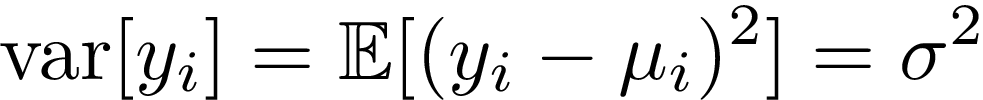 var[y_i] = 𝔼[(y_i − μ_i)^2] = σ^2